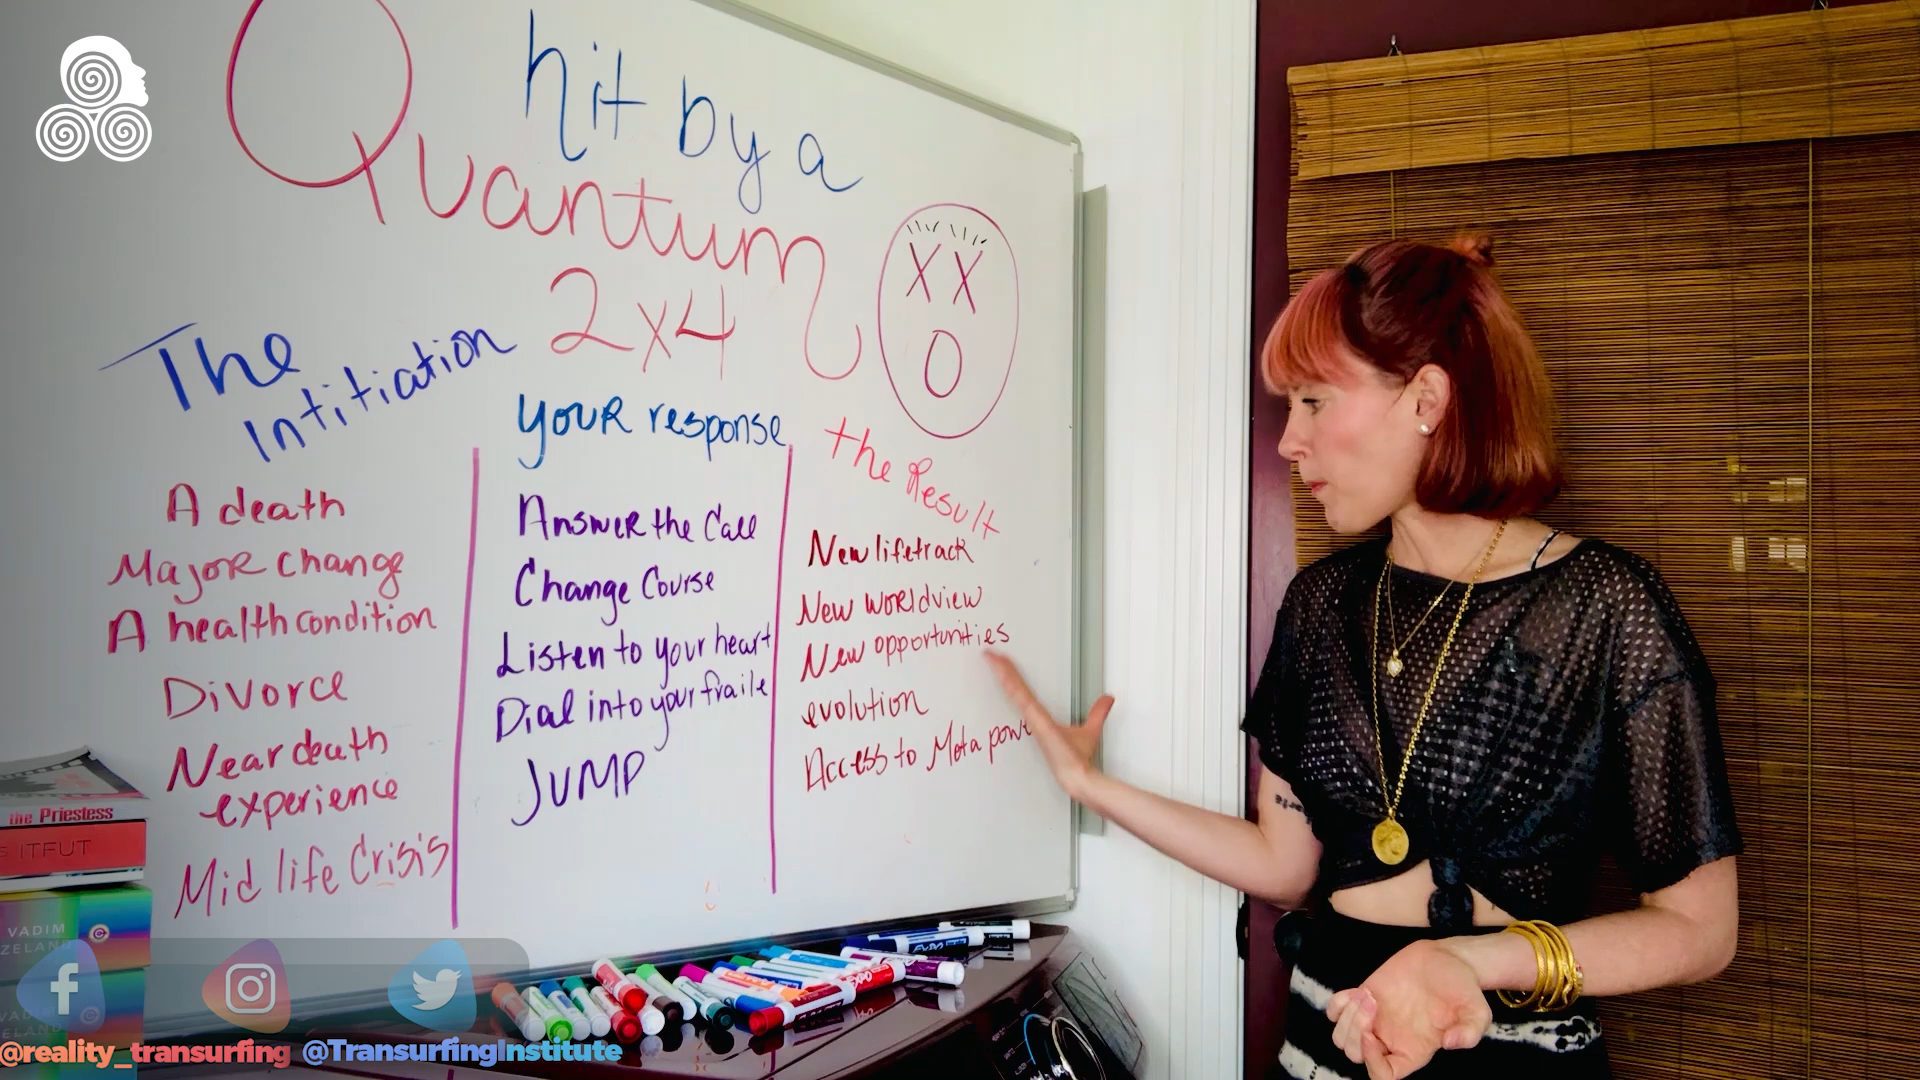 hit by a
Quantum
2x4
The
Intitiation
A death
Major change
A health condition
Divorce
Near death
experience
Mid life Crisis
your response
Answer the Call
Change Course
Listen to your heart
Dial into your fraile
JUMP
the Result
New lifetrack
New worldview
New opportunities
evolution
Access to Meta
XX
O
the Priestess
ITFUT
VADIM
ZELAND
@reality_transurfing @TransurfingInstitute